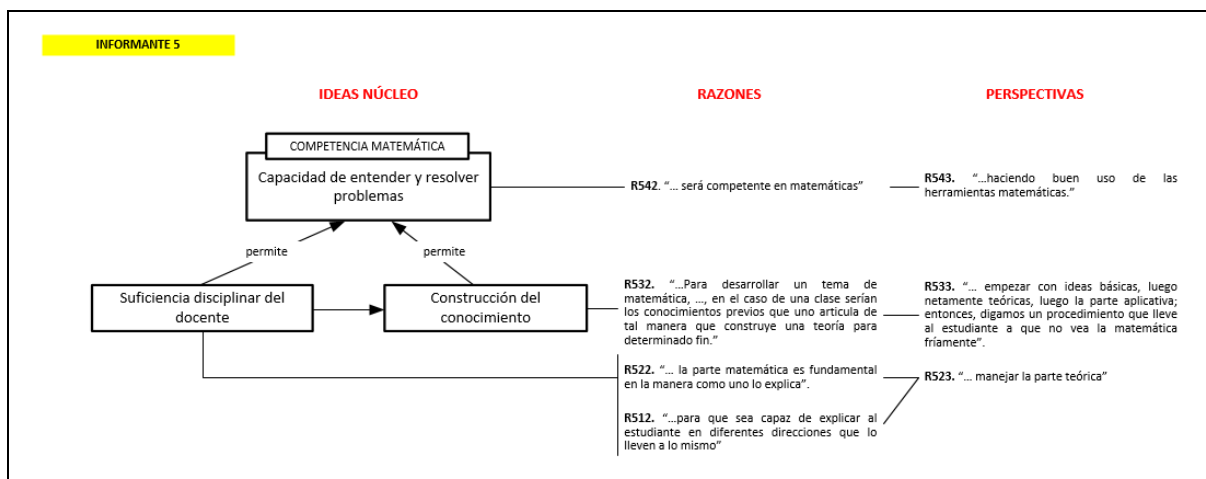 INFORMANTE 5
IDEAS NÚCLEO
RAZONES
PERSPECTIVAS
COMPETENCIA MATEMÁTICA
Capacidad de entender y resolver
problemas
R542. “... será competente en matemáticas”
R543. “...haciendo buen uso de las
herramientas matemáticas.”
permite
permite
Suficiencia disciplinar del
docente
Construcción del
conocimiento
R532. “...Para desarrollar un tema de
matemática, ..., en el caso de una clase serían
los conocimientos previos que uno articula de
tal manera que construye una teoría para
determinado fin.”
R533. “... empezar con ideas básicas, luego
netamente teóricas, luego la parte aplicativa;
entonces, digamos un procedimiento que lleve
al estudiante a que no vea la matemática
fríamente”.
R522. “... la parte matemática es fundamental
en la manera como uno lo explica”.
R523. “... manejar la parte teórica”
R512. “...para que sea capaz de explicar al
estudiante en diferentes direcciones que lo
lleven a lo mismo”